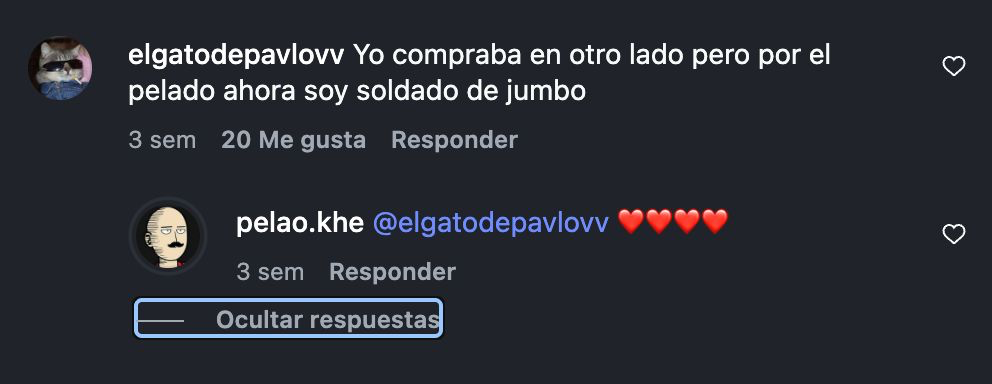 elgatodepavlovv Yo compraba en otro lado pero por el
pelado ahora soy soldado de jumbo
3 sem 20 Me gusta Responder
pelao.khe @elgatodepavlovv ❤️❤️❤️❤️
3 sem Responder
Ocultar respuestas